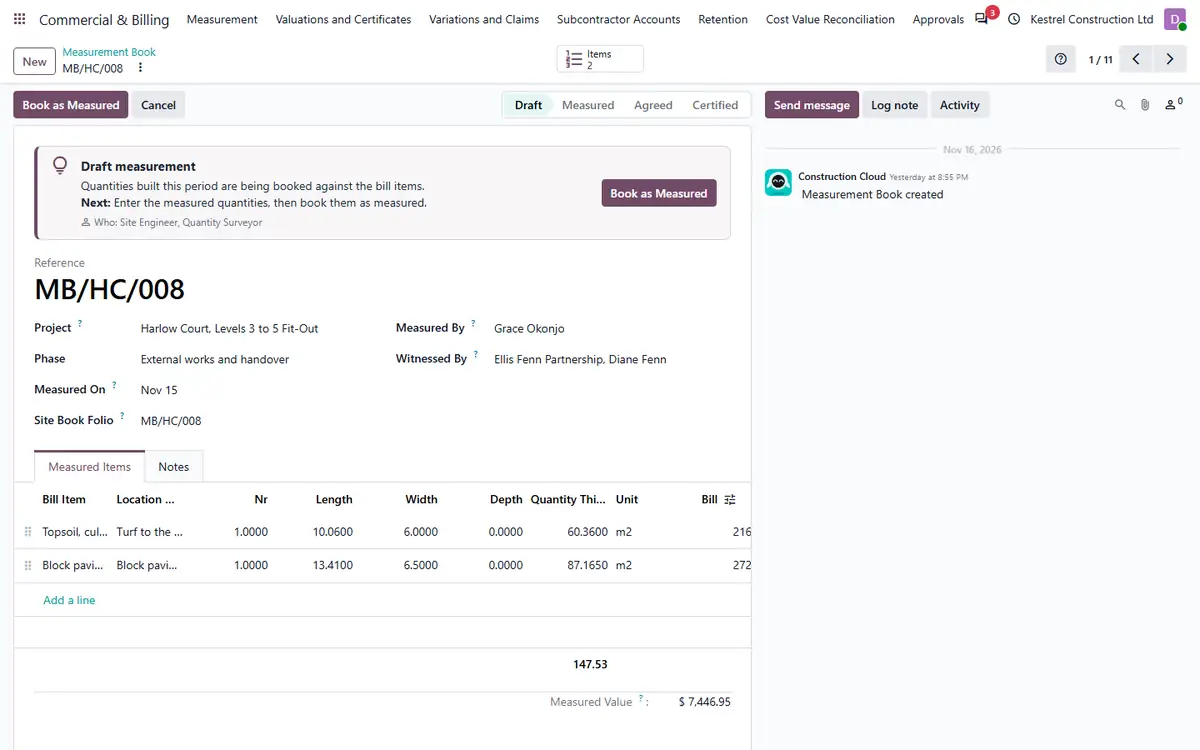 Commercial & Billing Measurement Valuations and Certificates Variations and Claims Subcontractor Accounts Retention Cost Value Reconciliation Approvals 3 Kestrel Construction Ltd D
New
Measurement Book
MB/HC/008
Items
2
1 / 11
Book as Measured Cancel
Draft Measured Agreed Certified
Send message Log note Activity
0
Draft measurement
Quantities built this period are being booked against the bill items.
Next: Enter the measured quantities, then book them as measured.
Who: Site Engineer, Quantity Surveyor
Book as Measured
Nov 16, 2026
Construction Cloud Yesterday at 8:55 PM
Measurement Book created
Reference
MB/HC/008
Project ? Harlow Court, Levels 3 to 5 Fit-Out
Measured By ? Grace Okonjo
Phase External works and handover
Witnessed By ? Ellis Fenn Partnership, Diane Fenn
Measured On ? Nov 15
Site Book Folio ? MB/HC/008
Measured Items Notes
Bill Item Location ... Nr Length Width Depth Quantity Thi... Unit Bill
Topsoil, cul... Turf to the ... 1.0000 10.0600 6.0000 0.0000 60.3600 m2 216
Block pavi... Block pavi... 1.0000 13.4100 6.5000 0.0000 87.1650 m2 272
Add a line
147.53
Measured Value ? : $ 7,446.95